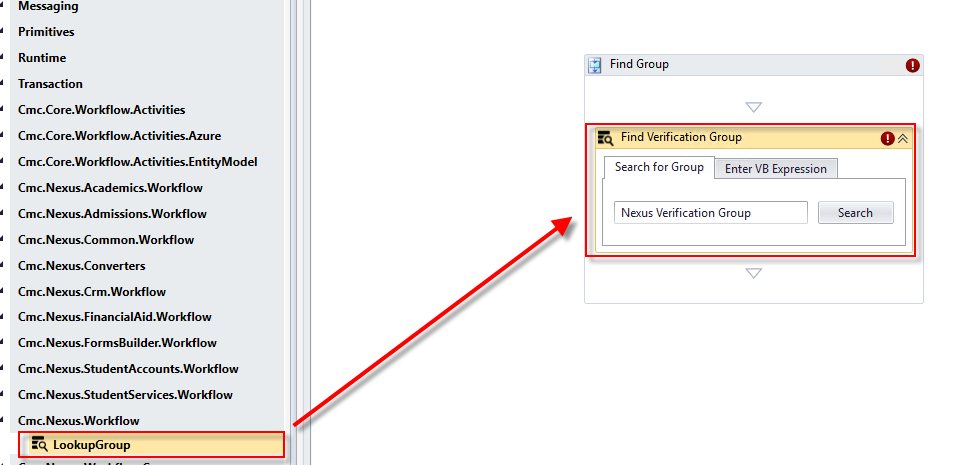 Messaging
Primitives
Runtime
Transaction
Cmc.Core.Workflow.Activities
Cmc.Core.Workflow.Activities.Azure
Cmc.Core.Workflow.Activities.EntityModel
Cmc.Nexus.Academics.Workflow
Cmc.Nexus.Admissions.Workflow
Cmc.Nexus.Common.Workflow
Cmc.Nexus.Converters
Cmc.Nexus.Crm.Workflow
Cmc.Nexus.FinancialAid.Workflow
Cmc.Nexus.FormsBuilder.Workflow
Cmc.Nexus.StudentAccounts.Workflow
Cmc.Nexus.StudentServices.Workflow
Cmc.Nexus.Workflow
LookupGroup
Find Group
Find Verification Group
Search for Group
Enter VB Expression
Nexus Verification Group
Search